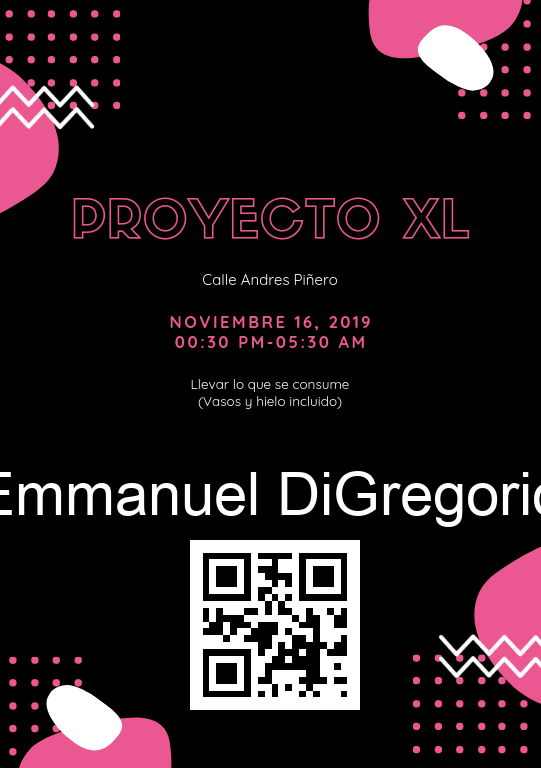 PROYECTO XL
Calle Andres Piñero
NOVIEMBRE 16, 2019
00:30 PM-05:30 AM
Llevar lo que se consume
(Vasos y hielo incluido)
Emmanuel DiGregorio